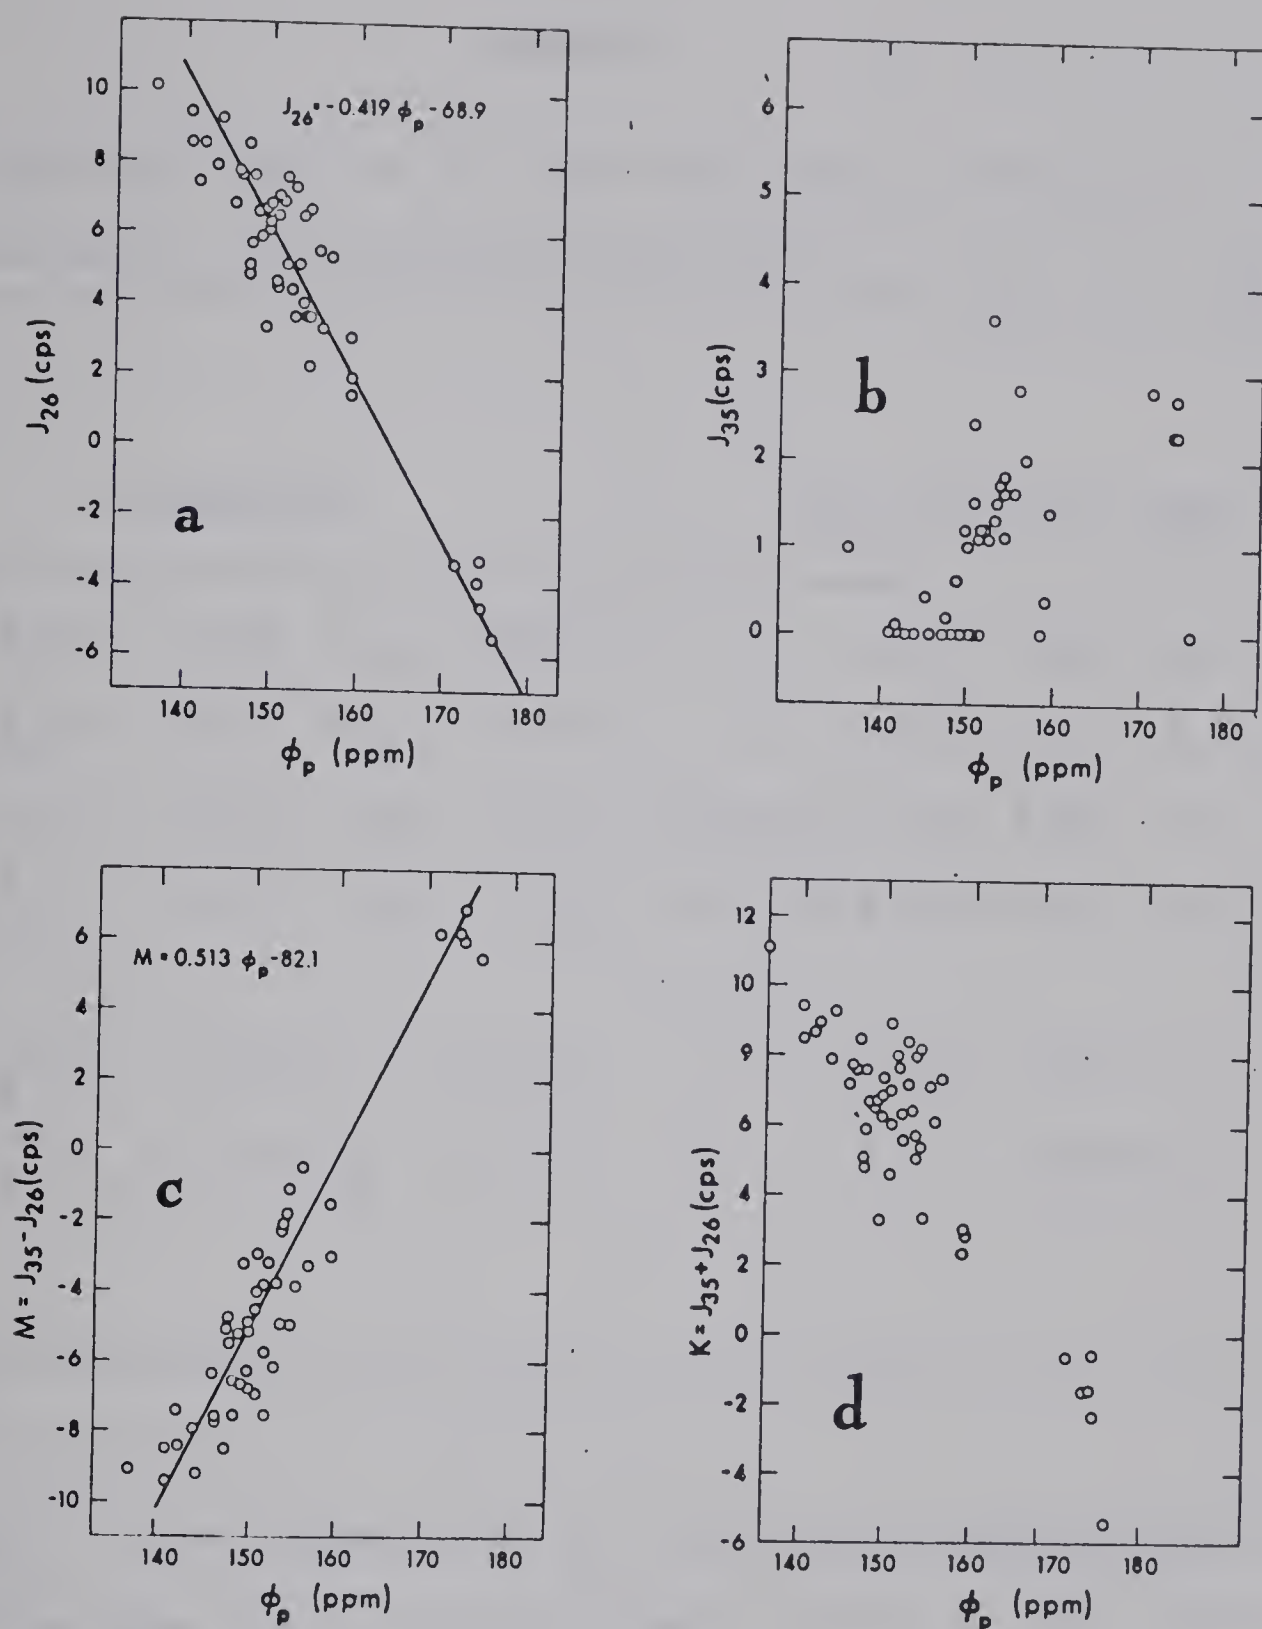 10
8
6
4
2
0
-2
-4
-6
J26 (cps)
J26 = -0.419 ϕp -68.9
a
140 150 160 170 180
ϕp (ppm)
6
5
4
3
2
1
0
J35 (cps)
b
140 150 160 170 180
ϕp (ppm)
6
4
2
0
-2
-4
-6
-8
-10
M = J35 - J26 (cps)
M = 0.513 ϕp -82.1
c
140 150 160 170 180
ϕp (ppm)
12
10
9
6
4
2
0
-2
-4
-6
K = J35 + J26 (cps)
d
140 150 160 170 180
ϕp (ppm)